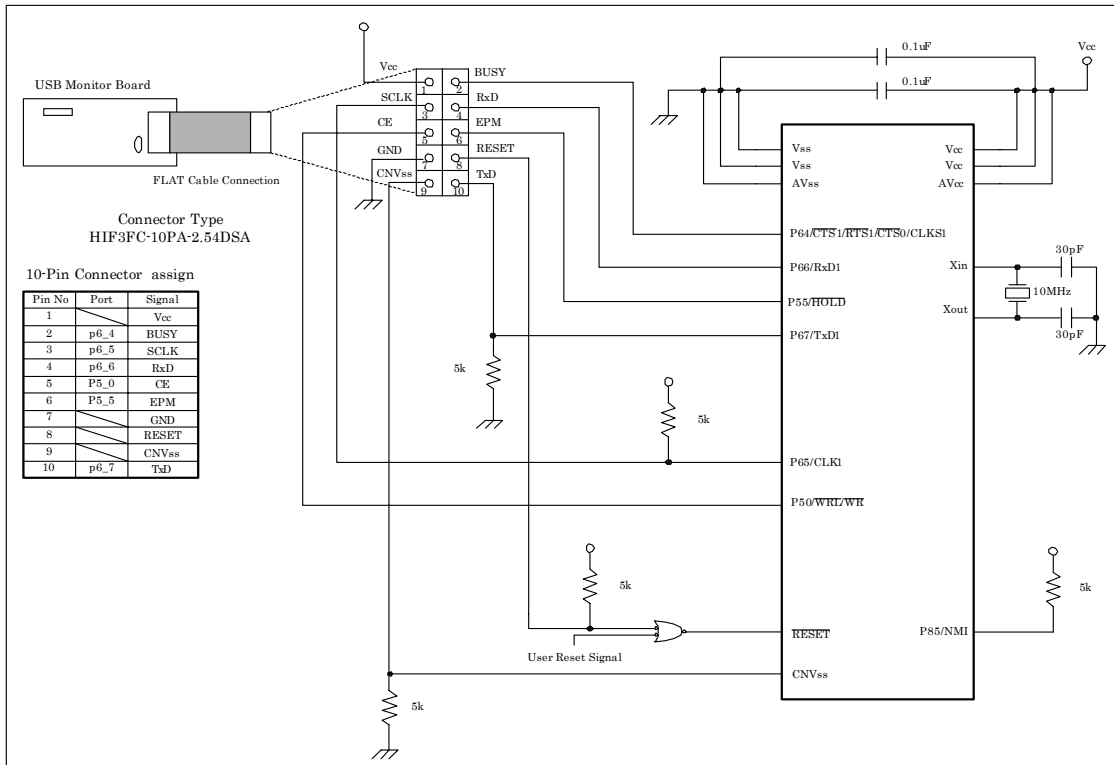 USB Monitor Board
FLAT Cable Connection
Connector Type
HIF3FC-10PA-2.54DSA
10-Pin Connector assign
Pin No Port Signal
1 Vcc
2 p6_4 BUSY
3 p6_5 SCLK
4 p6_6 RxD
5 P5_0 CE
6 P5_5 EPM
7 GND
8 RESET
9 CNVss
10 p6_7 TxD
Vcc
1 2
BUSY
SCLK
3 4
RxD
CE
5 6
EPM
GND
7 8
RESET
CNVss
9 10
TxD
0.1uF
0.1uF
Vcc
Vss
Vss
AVss
Vcc
Vcc
AVcc
P64/CTS1/RTS1/CTS0/CLKS1
P66/RxD1
P55/HOLD
P67/TxD1
Xin
Xout
30pF
10MHz
30pF
5k
5k
P65/CLK1
P50/WRL/WR
5k
User Reset Signal
RESET
CNVss
5k
P85/NMI
5k